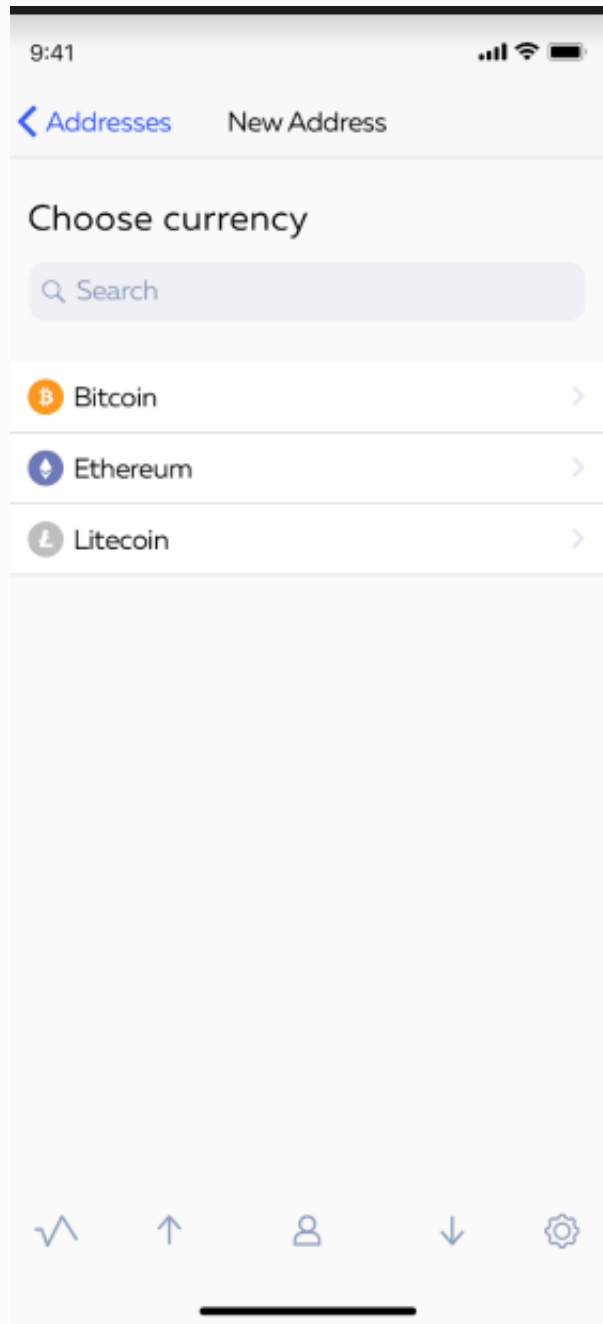 9:41
Addresses New Address
Choose currency
Search
Bitcoin
Ethereum
Litecoin